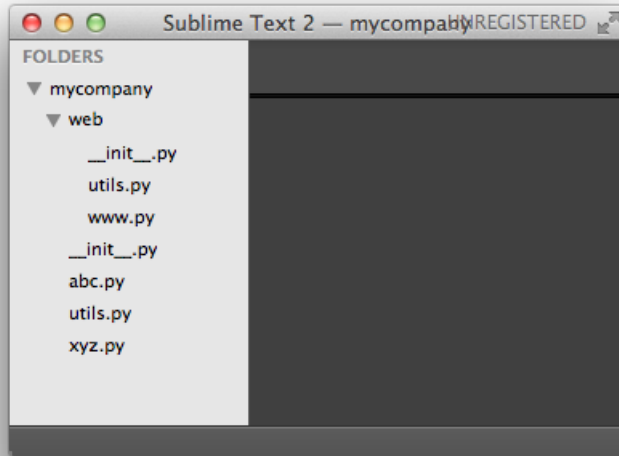 Sublime Text 2 — mycompany
UNREGISTERED
FOLDERS
mycompany
web
__init__.py
utils.py
www.py
__init__.py
abc.py
utils.py
xyz.py